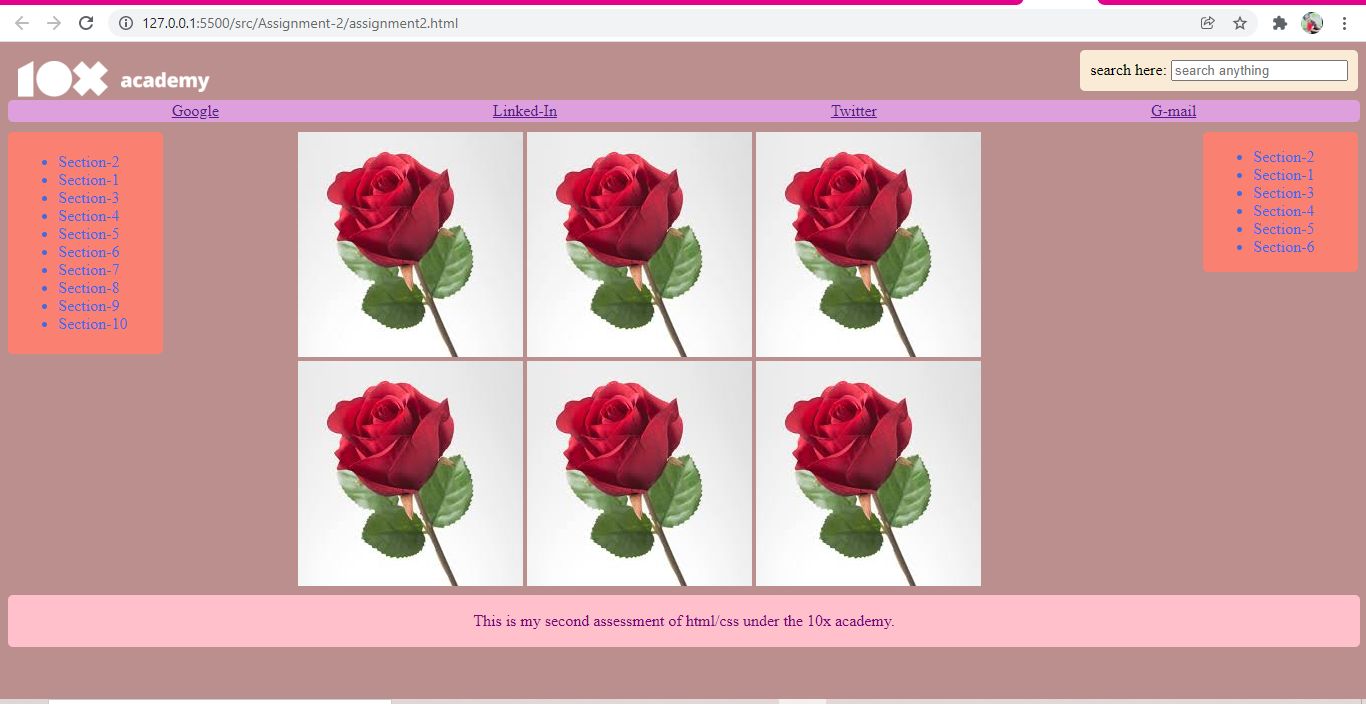 127.0.0.1:5500/src/Assignment-2/assignment2.html
10x academy
search here: search anything
Google Linked-In Twitter G-mail
Section-2
Section-1
Section-3
Section-4
Section-5
Section-6
Section-7
Section-8
Section-9
Section-10
Section-2
Section-1
Section-3
Section-4
Section-5
Section-6
This is my second assessment of html/css under the 10x academy.